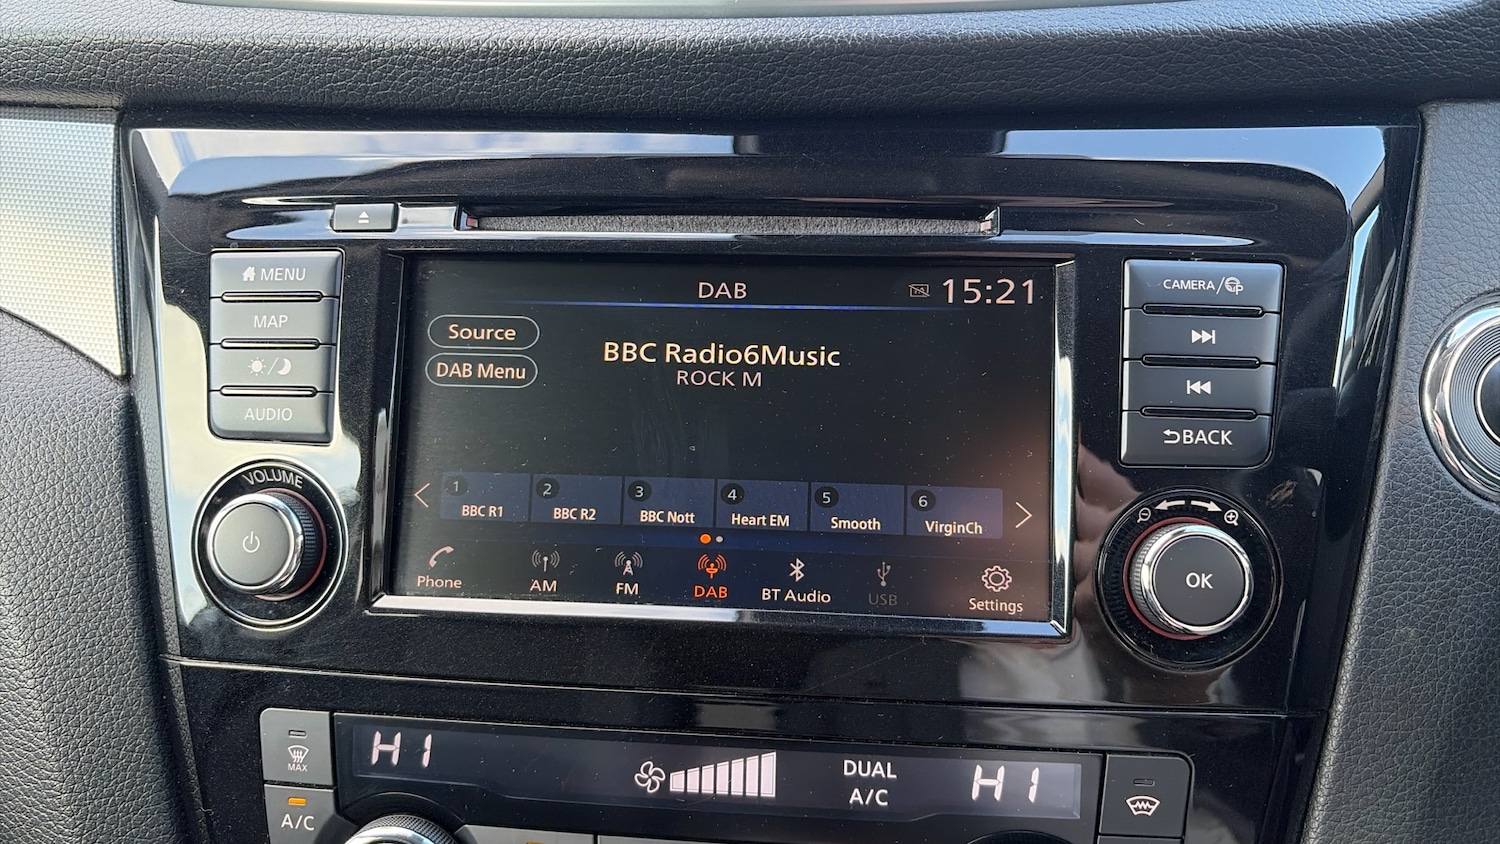 MENU
MAP
AUDIO
VOLUME
DAB
TA
15:21
Source
DAB Menu
BBC Radio6Music
ROCK M
1 BBC R1
2 BBC R2
3 BBC Nott
4 Heart EM
5 Smooth
6 VirginCh
Phone
AM
FM
DAB
BT Audio
USB
Settings
CAMERA/
BACK
OK
MAX
A/C
HI
DUAL
A/C
HI